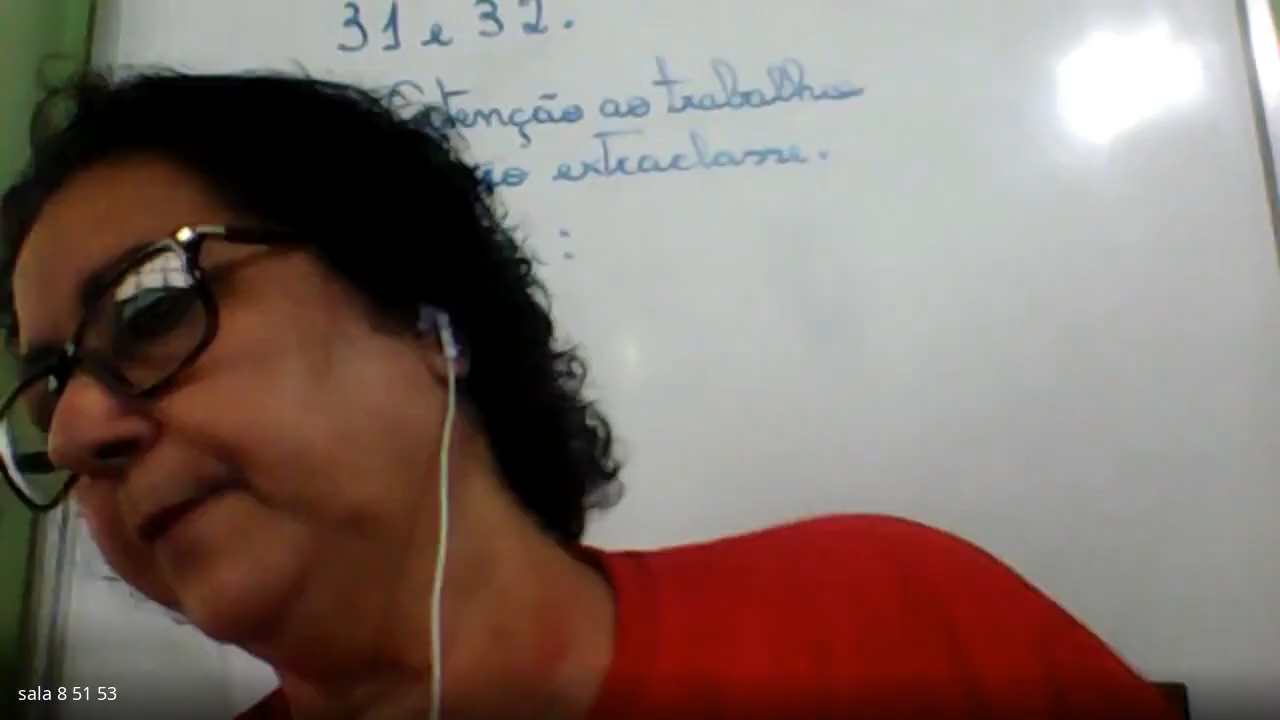 31 e 32.
Atenção ao trabalho
extraclasse.
:
sala 8 51 53